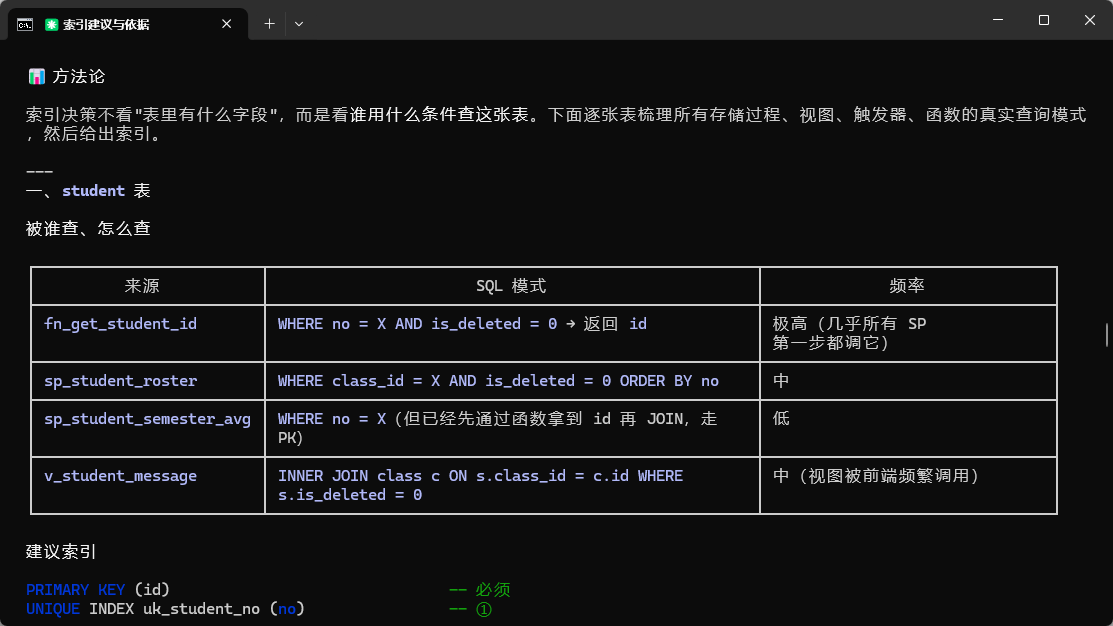 索引建议与依据
方法论
索引决策不看"表里有什么字段"，而是看谁用什么条件查这张表。下面逐张表梳理所有存储过程、视图、触发器、函数的真实查询模式
，然后给出索引。
———
一、student 表
被谁查、怎么查
来源 SQL 模式 频率
fn_get_student_id WHERE no = X AND is_deleted = 0 → 返回 id 极高（几乎所有 SP
第一步都调它）
sp_student_roster WHERE class_id = X AND is_deleted = 0 ORDER BY no 中
sp_student_semester_avg WHERE no = X（但已经先通过函数拿到 id 再 JOIN，走 低
PK）
v_student_message INNER JOIN class c ON s.class_id = c.id WHERE 中（视图被前端频繁调用）
s.is_deleted = 0
建议索引
PRIMARY KEY (id) -- 必须
UNIQUE INDEX uk_student_no (no) -- ①